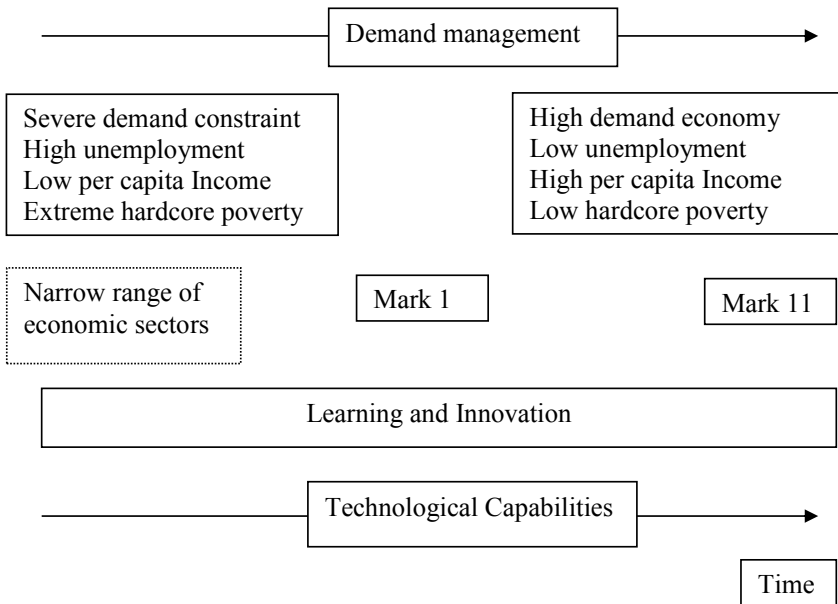 Demand management
Severe demand constraint
High unemployment
Low per capita Income
Extreme hardcore poverty
High demand economy
Low unemployment
High per capita Income
Low hardcore poverty
Narrow range of
economic sectors
Mark 1
Mark 11
Learning and Innovation
Technological Capabilities
Time